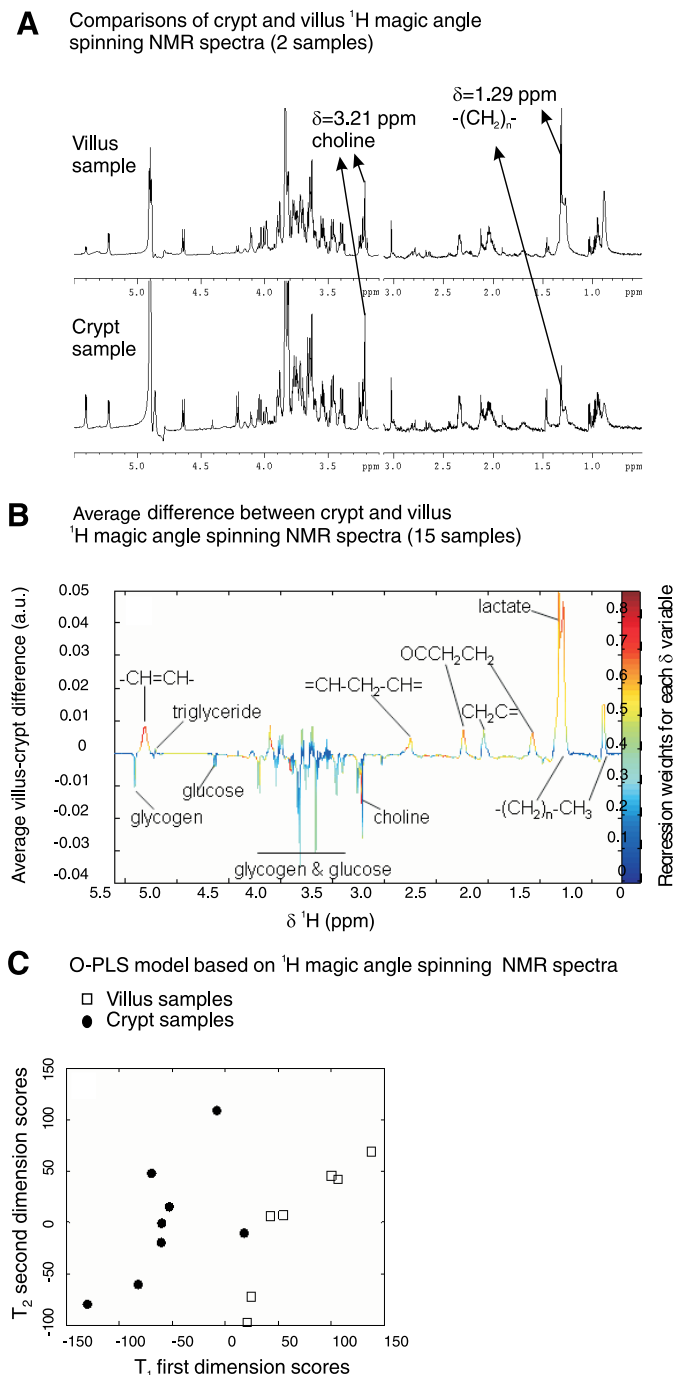 A Comparisons of crypt and villus ¹H magic angle
spinning NMR spectra (2 samples)
δ=1.29 ppm
-(CH₂)ₙ-
δ=3.21 ppm
choline
Villus
sample
5.0 4.5 4.0 3.5 ppm 3.0 2.5 2.0 1.5 1.0 ppm
Crypt
sample
5.0 4.5 4.0 3.5 ppm 3.0 2.5 2.0 1.5 1.0 ppm
B Average difference between crypt and villus
¹H magic angle spinning NMR spectra (15 samples)
Average villus-crypt difference (a.u.)
0.05
0.04
0.03
0.02
0.01
0
-0.01
-0.02
-0.03
-0.04
lactate
OCCH₂CH₂
-CH=CH-
=CH-CH₂-CH=
triglyceride
CH₂C=
glucose
glycogen
choline
-(CH₂)ₙ-CH₃
glycogen & glucose
0.8
0.7
0.6
0.5
0.4
0.3
0.2
0.1
0
Regression weights for each δ variable
5.5 5.0 4.5 4.0 3.5 3.0 2.5 2.0 1.5 1.0 0
δ ¹H (ppm)
C O-PLS model based on ¹H magic angle spinning NMR spectra
□ Villus samples
● Crypt samples
T₂ second dimension scores
150
100
50
0
-50
-100
-150 -100 -50 0 50 100 150
T₁ first dimension scores